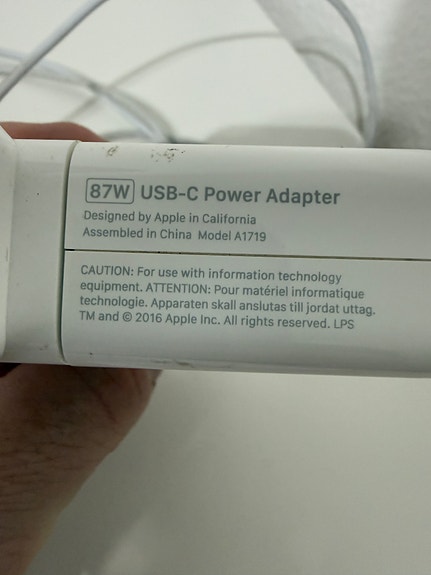 87W USB-C Power Adapter
Designed by Apple in California
Assembled in China Model A1719
CAUTION: For use with information technology
equipment. ATTENTION: Pour matériel informatique
technologie. Apparaten skall anslutas till jordat uttag.
TM and © 2016 Apple Inc. All rights reserved. LPS